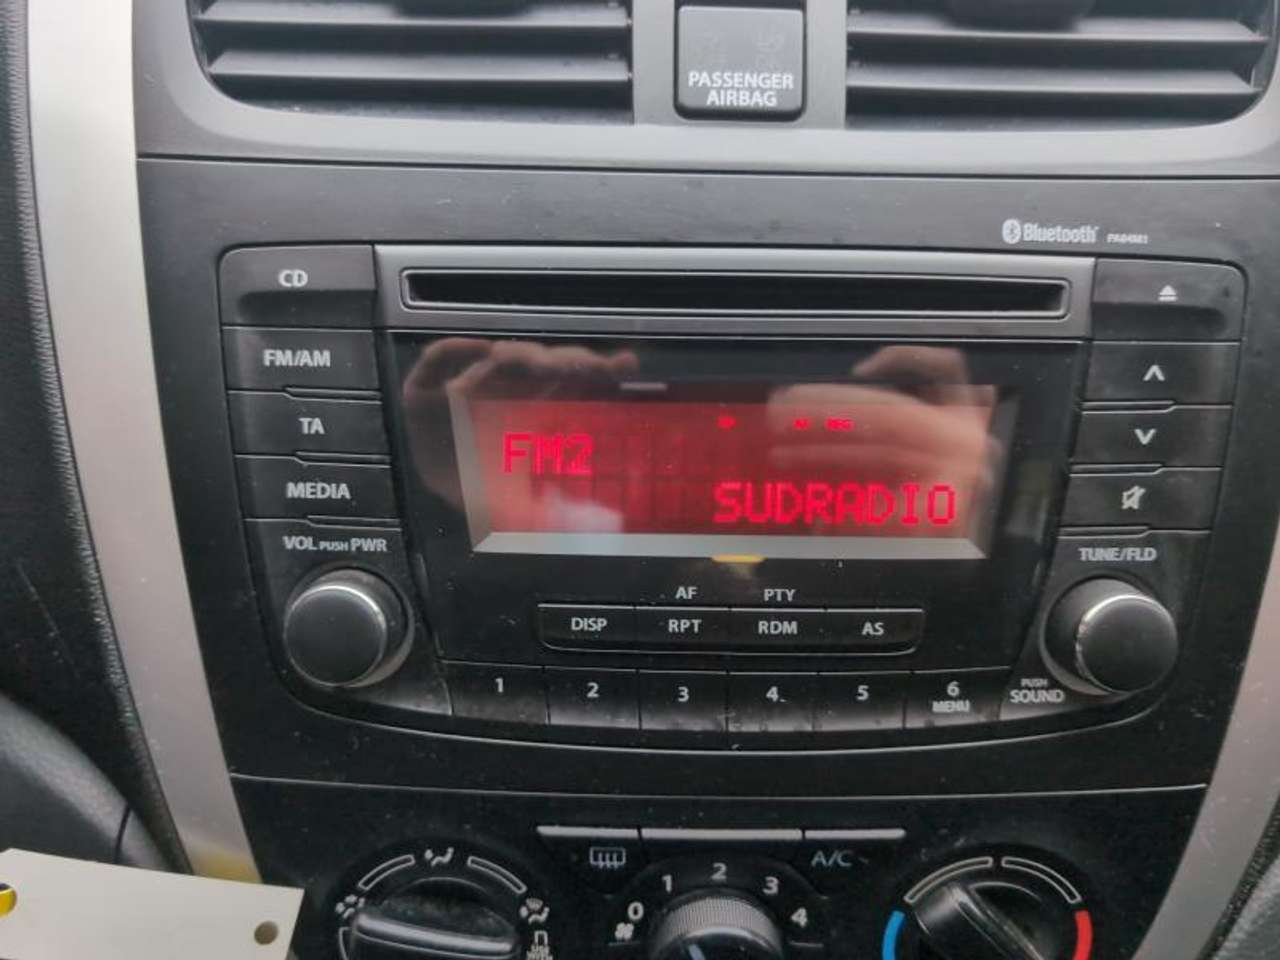 PASSENGER
AIRBAG
Bluetooth
CD
FM/AM
TA
MEDIA
VOL PUSH PWR
FM2
SUDRADIO
TUNE/FLD
AF PTY
DISP RPT RDM AS
1 2 3 4 5 6
MENU
PUSH
SOUND
A/C
0 1 2 3 4